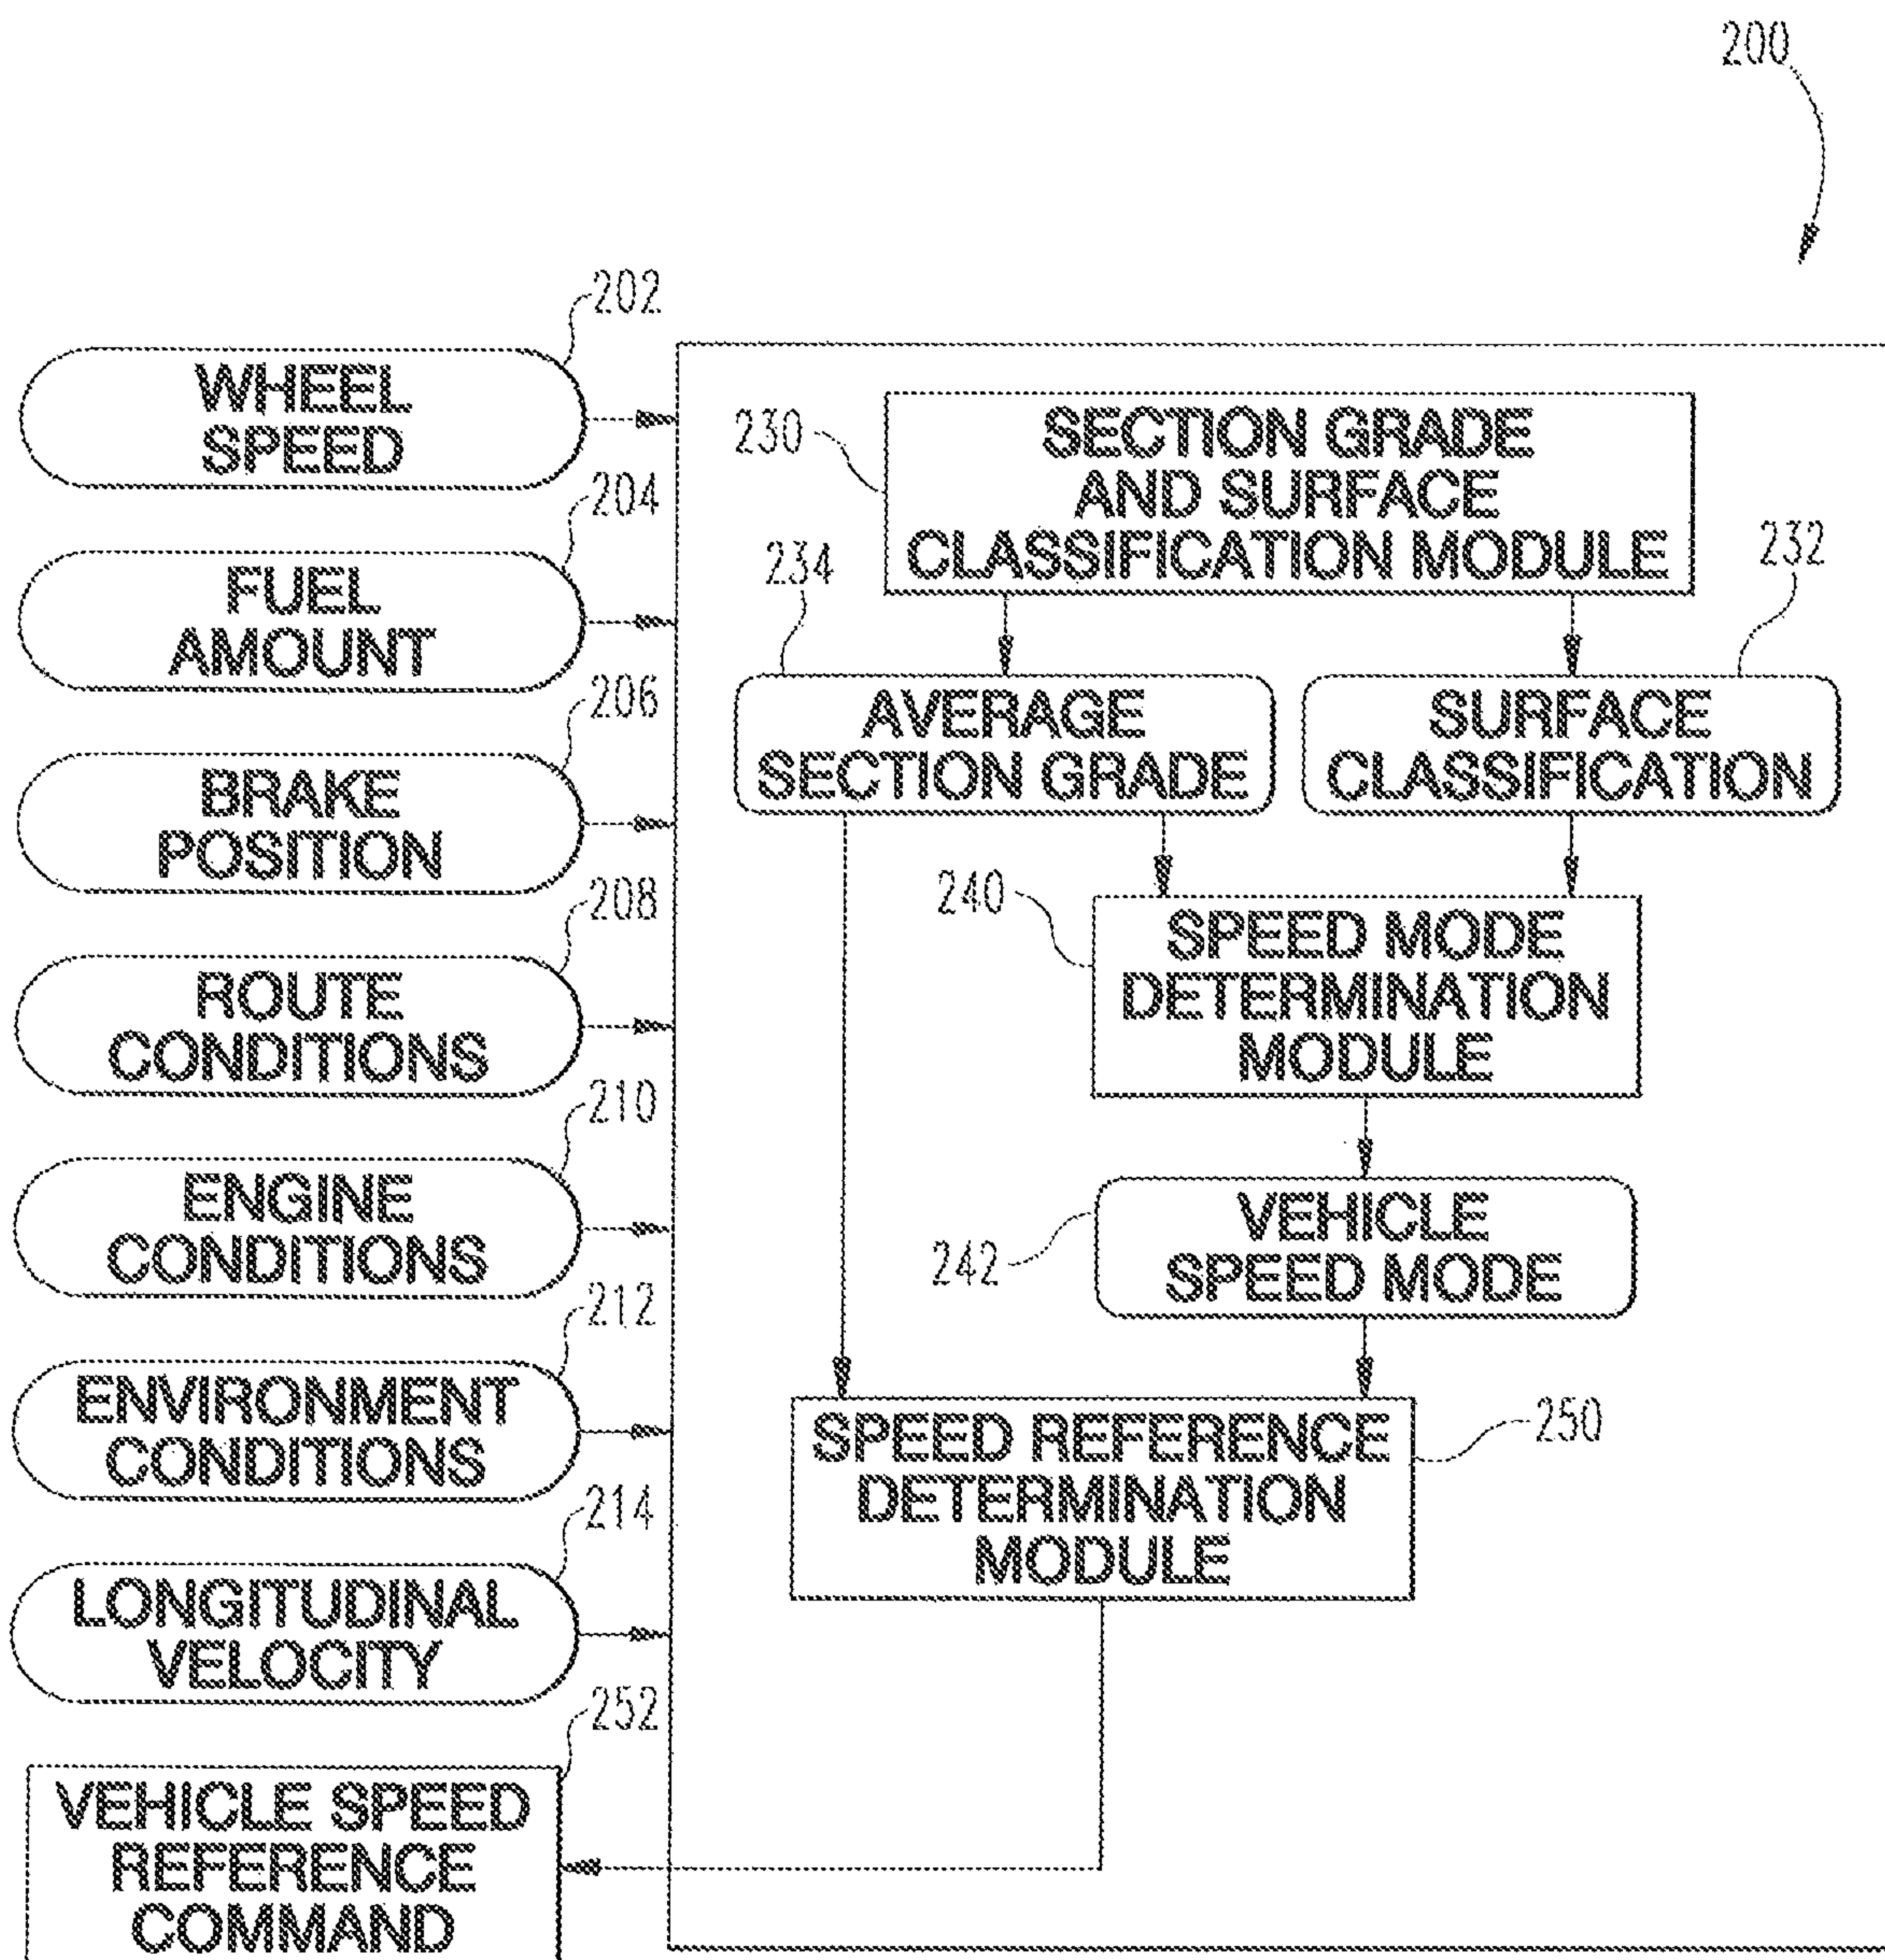 200
202
WHEEL
SPEED
204
FUEL
AMOUNT
206
BRAKE
POSITION
208
ROUTE
CONDITIONS
210
ENGINE
CONDITIONS
212
ENVIRONMENT
CONDITIONS
214
LONGITUDINAL
VELOCITY
252
VEHICLE SPEED
REFERENCE
COMMAND
230
SECTION GRADE
AND SURFACE
CLASSIFICATION MODULE
234
AVERAGE
SECTION GRADE
232
SURFACE
CLASSIFICATION
240
SPEED MODE
DETERMINATION
MODULE
242
VEHICLE
SPEED MODE
250
SPEED REFERENCE
DETERMINATION
MODULE